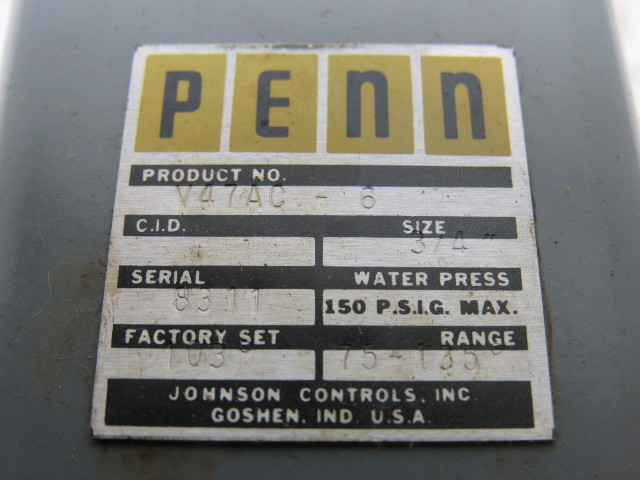 PENN
PRODUCT NO.
V47AC - 6
C.I.D. SIZE
3/4"
SERIAL WATER PRESS
8311 150 P.S.I.G. MAX.
FACTORY SET RANGE
103° 75-135°
JOHNSON CONTROLS, INC.
GOSHEN, IND. U.S.A.